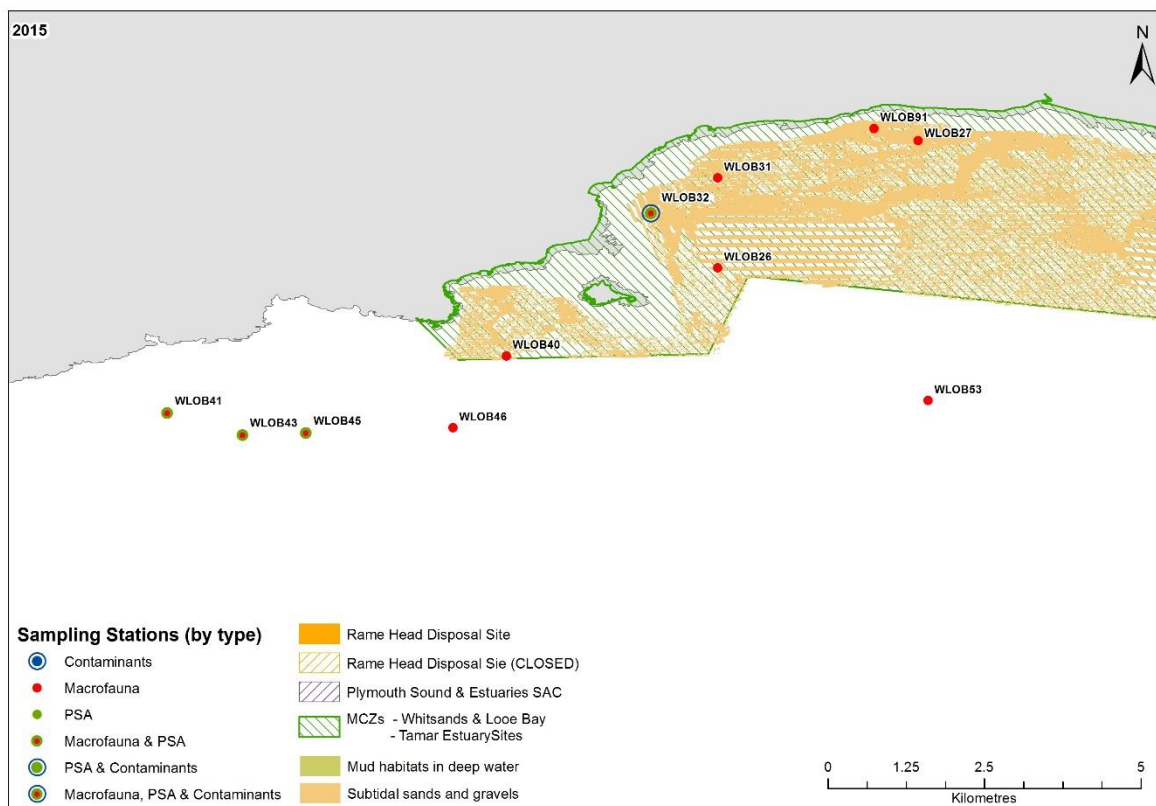 2015
N
WLOB91
WLOB27
WLOB31
WLOB32
WLOB26
WLOB40
WLOB53
WLOB41
WLOB43
WLOB45
WLOB46
Sampling Stations (by type)
Contaminants
Macrofauna
PSA
Macrofauna & PSA
PSA & Contaminants
Macrofauna, PSA & Contaminants
Rame Head Disposal Site
Rame Head Disposal Sie (CLOSED)
Plymouth Sound & Estuaries SAC
MCZs - Whitsands & Looe Bay
- Tamar EstuarySites
Mud habitats in deep water
Subtidal sands and gravels
0 1.25 2.5 5
Kilometres